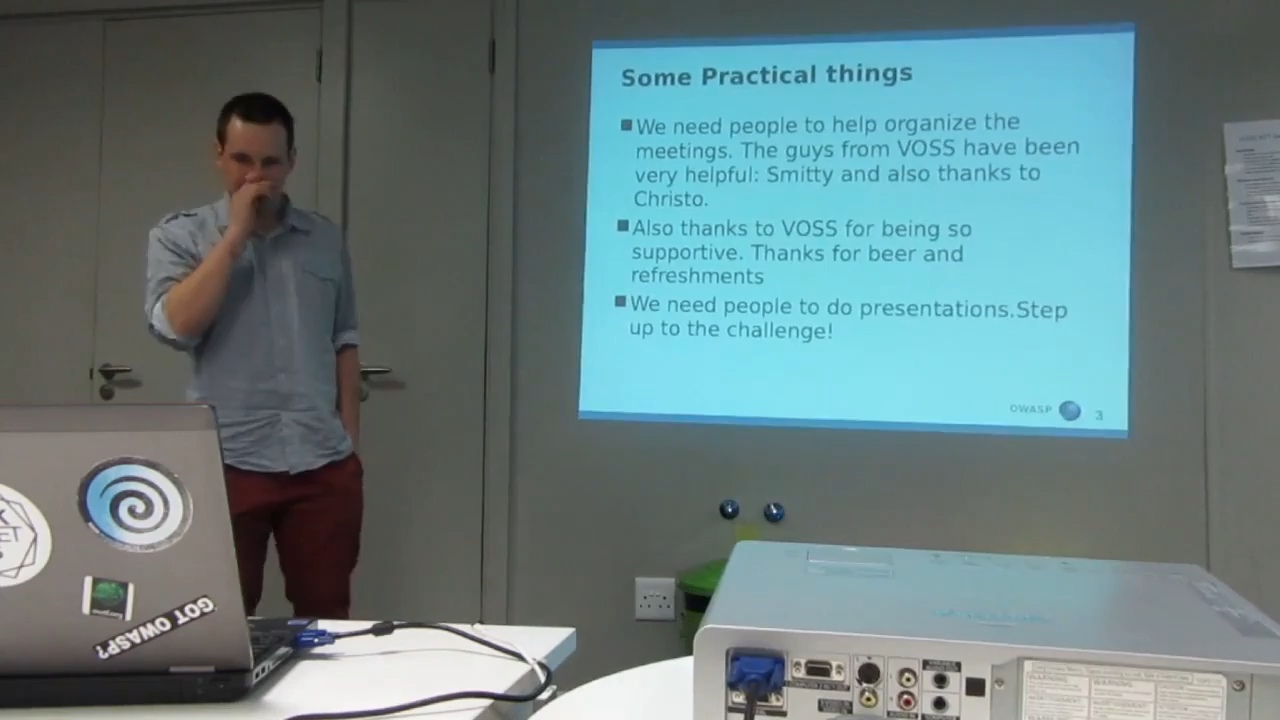 Some Practical things
We need people to help organize the
meetings. The guys from VOSS have been
very helpful: Smitty and also thanks to
Christo.
Also thanks to VOSS for being so
supportive. Thanks for beer and
refreshments
We need people to do presentations.Step
up to the challenge!
OWASP
3
GOT OWASP?
WARNING